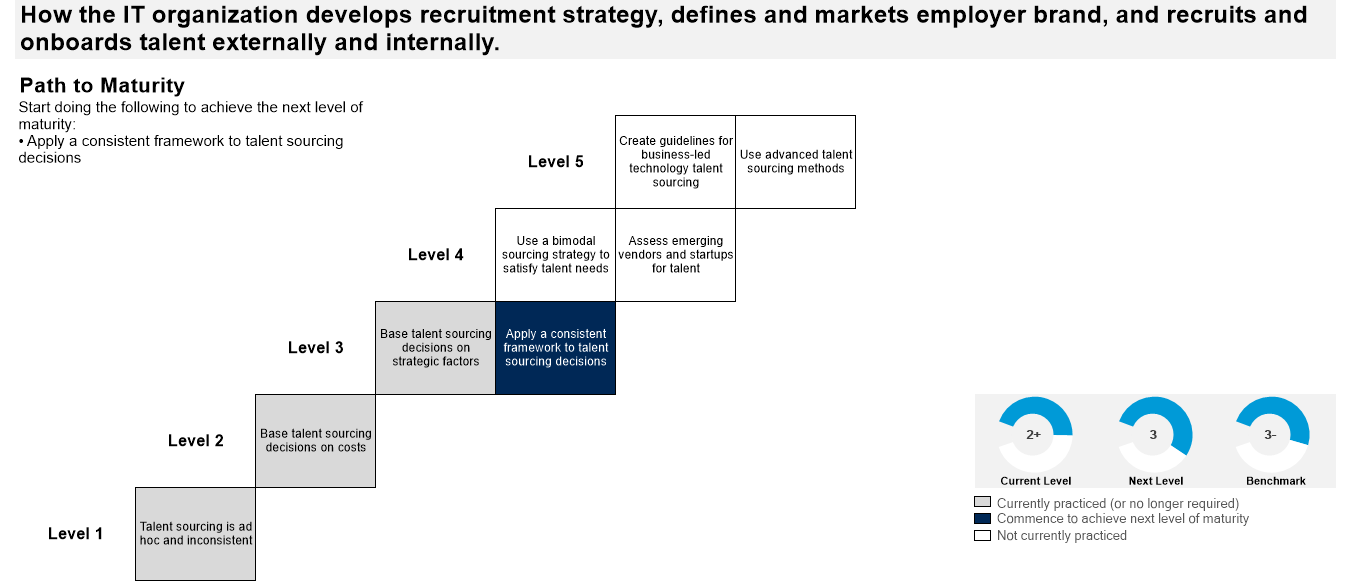 How the IT organization develops recruitment strategy, defines and markets employer brand, and recruits and
onboards talent externally and internally.
Path to Maturity
Start doing the following to achieve the next level of
maturity:
• Apply a consistent framework to talent sourcing
decisions
Level 5
Create guidelines for
business-led
technology talent
sourcing
Use advanced talent
sourcing methods
Level 4
Use a bimodal
sourcing strategy to
satisfy talent needs
Assess emerging
vendors and startups
for talent
Level 3
Base talent sourcing
decisions on
strategic factors
Apply a consistent
framework to talent
sourcing decisions
Level 2
Base talent sourcing
decisions on costs
Level 1
Talent sourcing is ad
hoc and inconsistent
2+
Current Level
3
Next Level
3-
Benchmark
Currently practiced (or no longer required)
Commence to achieve next level of maturity
Not currently practiced